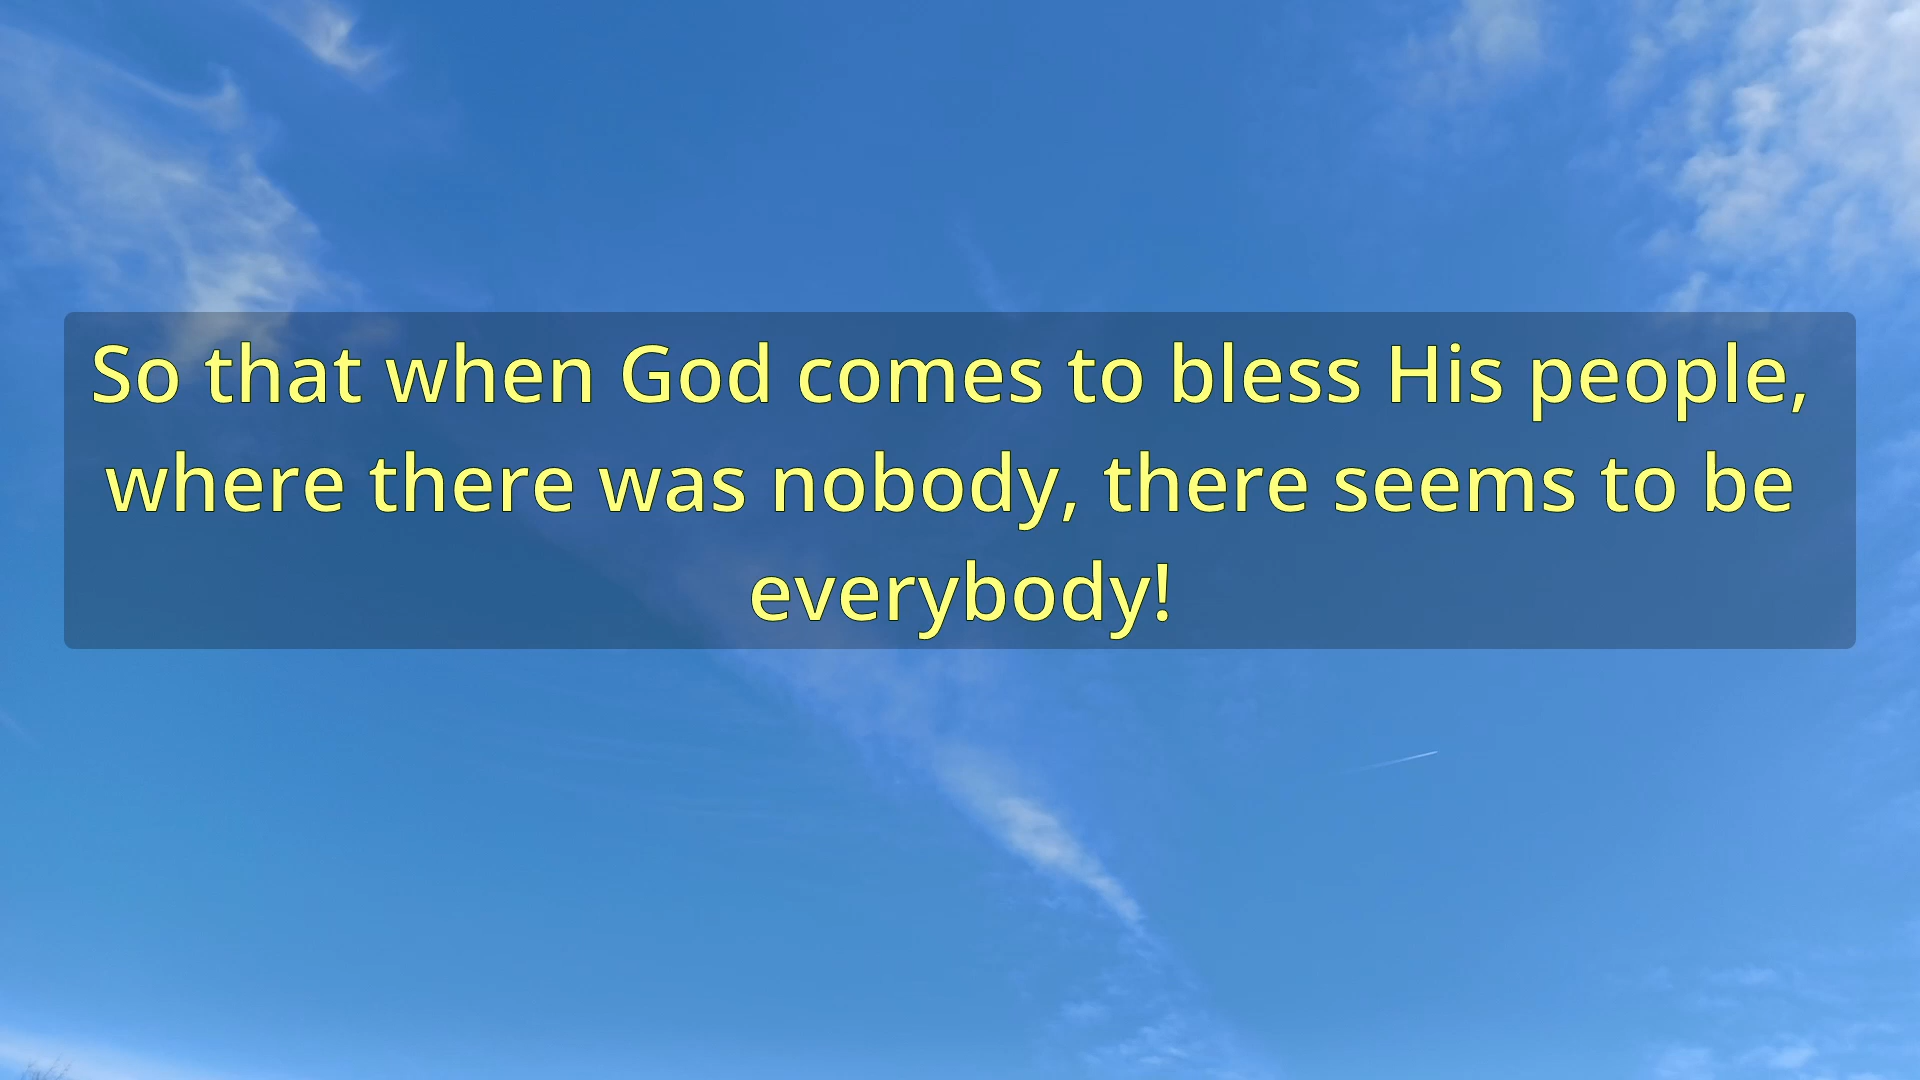 So that when God comes to bless His people,
where there was nobody, there seems to be
everybody!